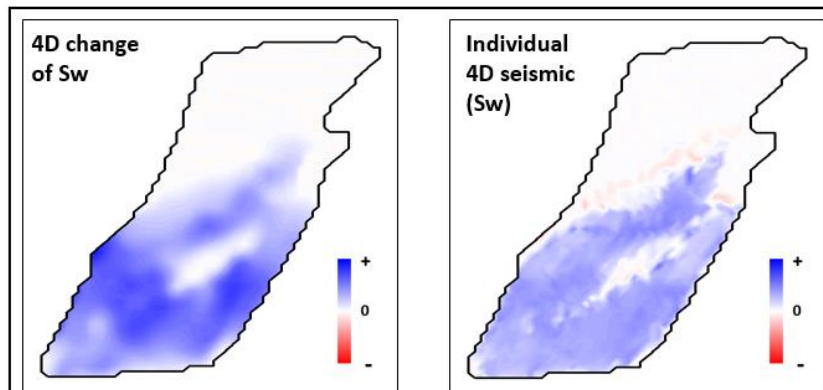 4D change
of Sw
+
0
-
Individual
4D seismic
(Sw)
+
0
-